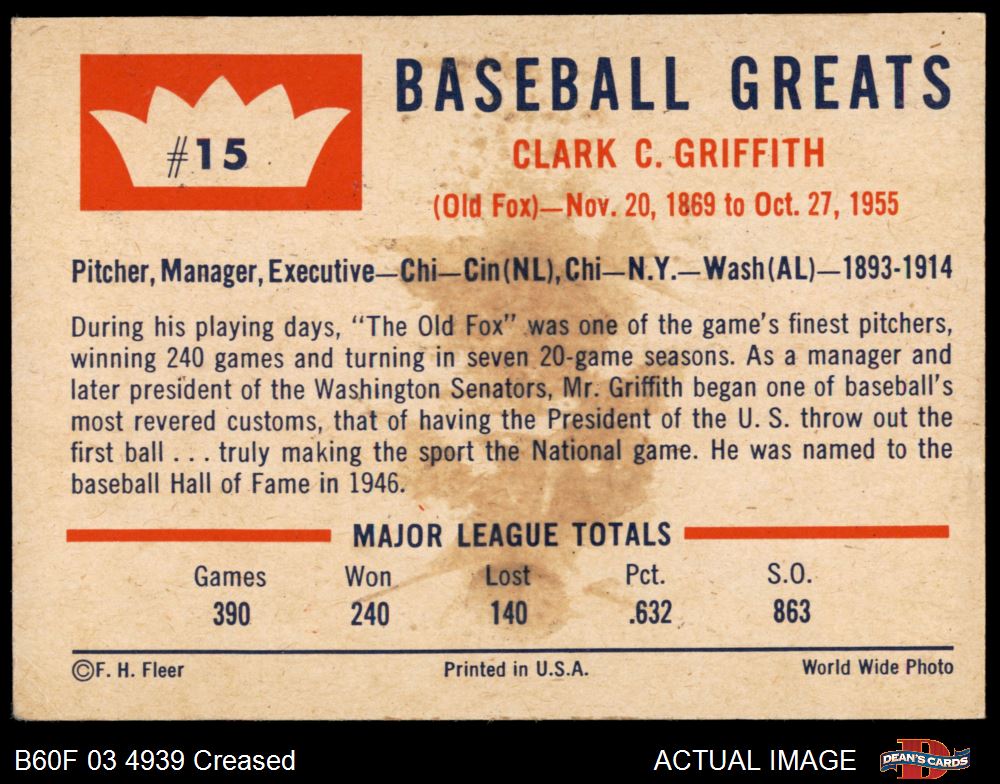 #15
BASEBALL GREATS
CLARK C. GRIFFITH
(Old Fox)—Nov. 20, 1869 to Oct. 27, 1955
Pitcher, Manager, Executive—Chi—Cin(NL), Chi—N.Y.—Wash(AL)—1893-1914
During his playing days, “The Old Fox” was one of the game’s finest pitchers,
winning 240 games and turning in seven 20-game seasons. As a manager and
later president of the Washington Senators, Mr. Griffith began one of baseball’s
most revered customs, that of having the President of the U. S. throw out the
first ball . . . truly making the sport the National game. He was named to the
baseball Hall of Fame in 1946.
MAJOR LEAGUE TOTALS
Games Won Lost Pct. S.O.
390 240 140 .632 863
©F. H. Fleer Printed in U.S.A. World Wide Photo
B60F 03 4939 Creased ACTUAL IMAGE D DEAN'S CARDS